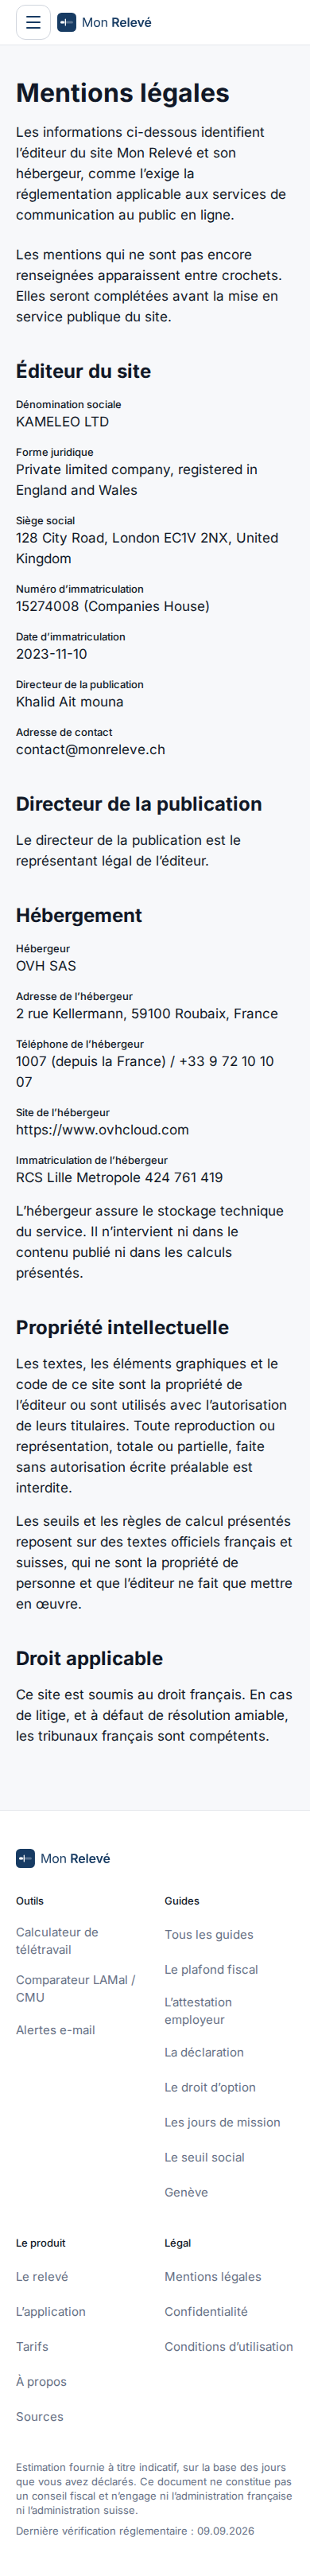 Mon Relevé
Mentions légales
Les informations ci-dessous identifient
l’éditeur du site Mon Relevé et son
hébergeur, comme l’exige la
réglementation applicable aux services de
communication au public en ligne.
Les mentions qui ne sont pas encore
renseignées apparaissent entre crochets.
Elles seront complétées avant la mise en
service publique du site.
Éditeur du site
Dénomination sociale
KAMELEO LTD
Forme juridique
Private limited company, registered in
England and Wales
Siège social
128 City Road, London EC1V 2NX, United
Kingdom
Numéro d’immatriculation
15274008 (Companies House)
Date d’immatriculation
2023-11-10
Directeur de la publication
Khalid Ait mouna
Adresse de contact
contact@monreleve.ch
Directeur de la publication
Le directeur de la publication est le
représentant légal de l’éditeur.
Hébergement
Hébergeur
OVH SAS
Adresse de l’hébergeur
2 rue Kellermann, 59100 Roubaix, France
Téléphone de l’hébergeur
1007 (depuis la France) / +33 9 72 10 10
07
Site de l’hébergeur
https://www.ovhcloud.com
Immatriculation de l’hébergeur
RCS Lille Metropole 424 761 419
L’hébergeur assure le stockage technique
du service. Il n’intervient ni dans le
contenu publié ni dans les calculs
présentés.
Propriété intellectuelle
Les textes, les éléments graphiques et le
code de ce site sont la propriété de
l’éditeur ou sont utilisés avec l’autorisation
de leurs titulaires. Toute reproduction ou
représentation, totale ou partielle, faite
sans autorisation écrite préalable est
interdite.
Les seuils et les règles de calcul présentés
reposent sur des textes officiels français et
suisses, qui ne sont la propriété de
personne et que l’éditeur ne fait que mettre
en œuvre.
Droit applicable
Ce site est soumis au droit français. En cas
de litige, et à défaut de résolution amiable,
les tribunaux français sont compétents.
Mon Relevé
Outils
Calculateur de
télétravail
Comparateur LAMal /
CMU
Alertes e-mail
Guides
Tous les guides
Le plafond fiscal
L’attestation
employeur
La déclaration
Le droit d’option
Les jours de mission
Le seuil social
Genève
Le produit
Le relevé
L’application
Tarifs
À propos
Sources
Légal
Mentions légales
Confidentialité
Conditions d’utilisation
Estimation fournie à titre indicatif, sur la base des jours
que vous avez déclarés. Ce document ne constitue pas
un conseil fiscal et n’engage ni l’administration française
ni l’administration suisse.
Dernière vérification réglementaire : 09.09.2026